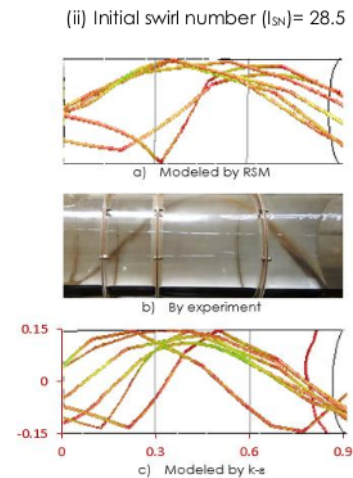 (ii) Initial swirl number (ISN)= 28.5
a) Modeled by RSM
b) By experiment
0.15
0
-0.15
0 0.3 0.6 0.9
c) Modeled by k-ε